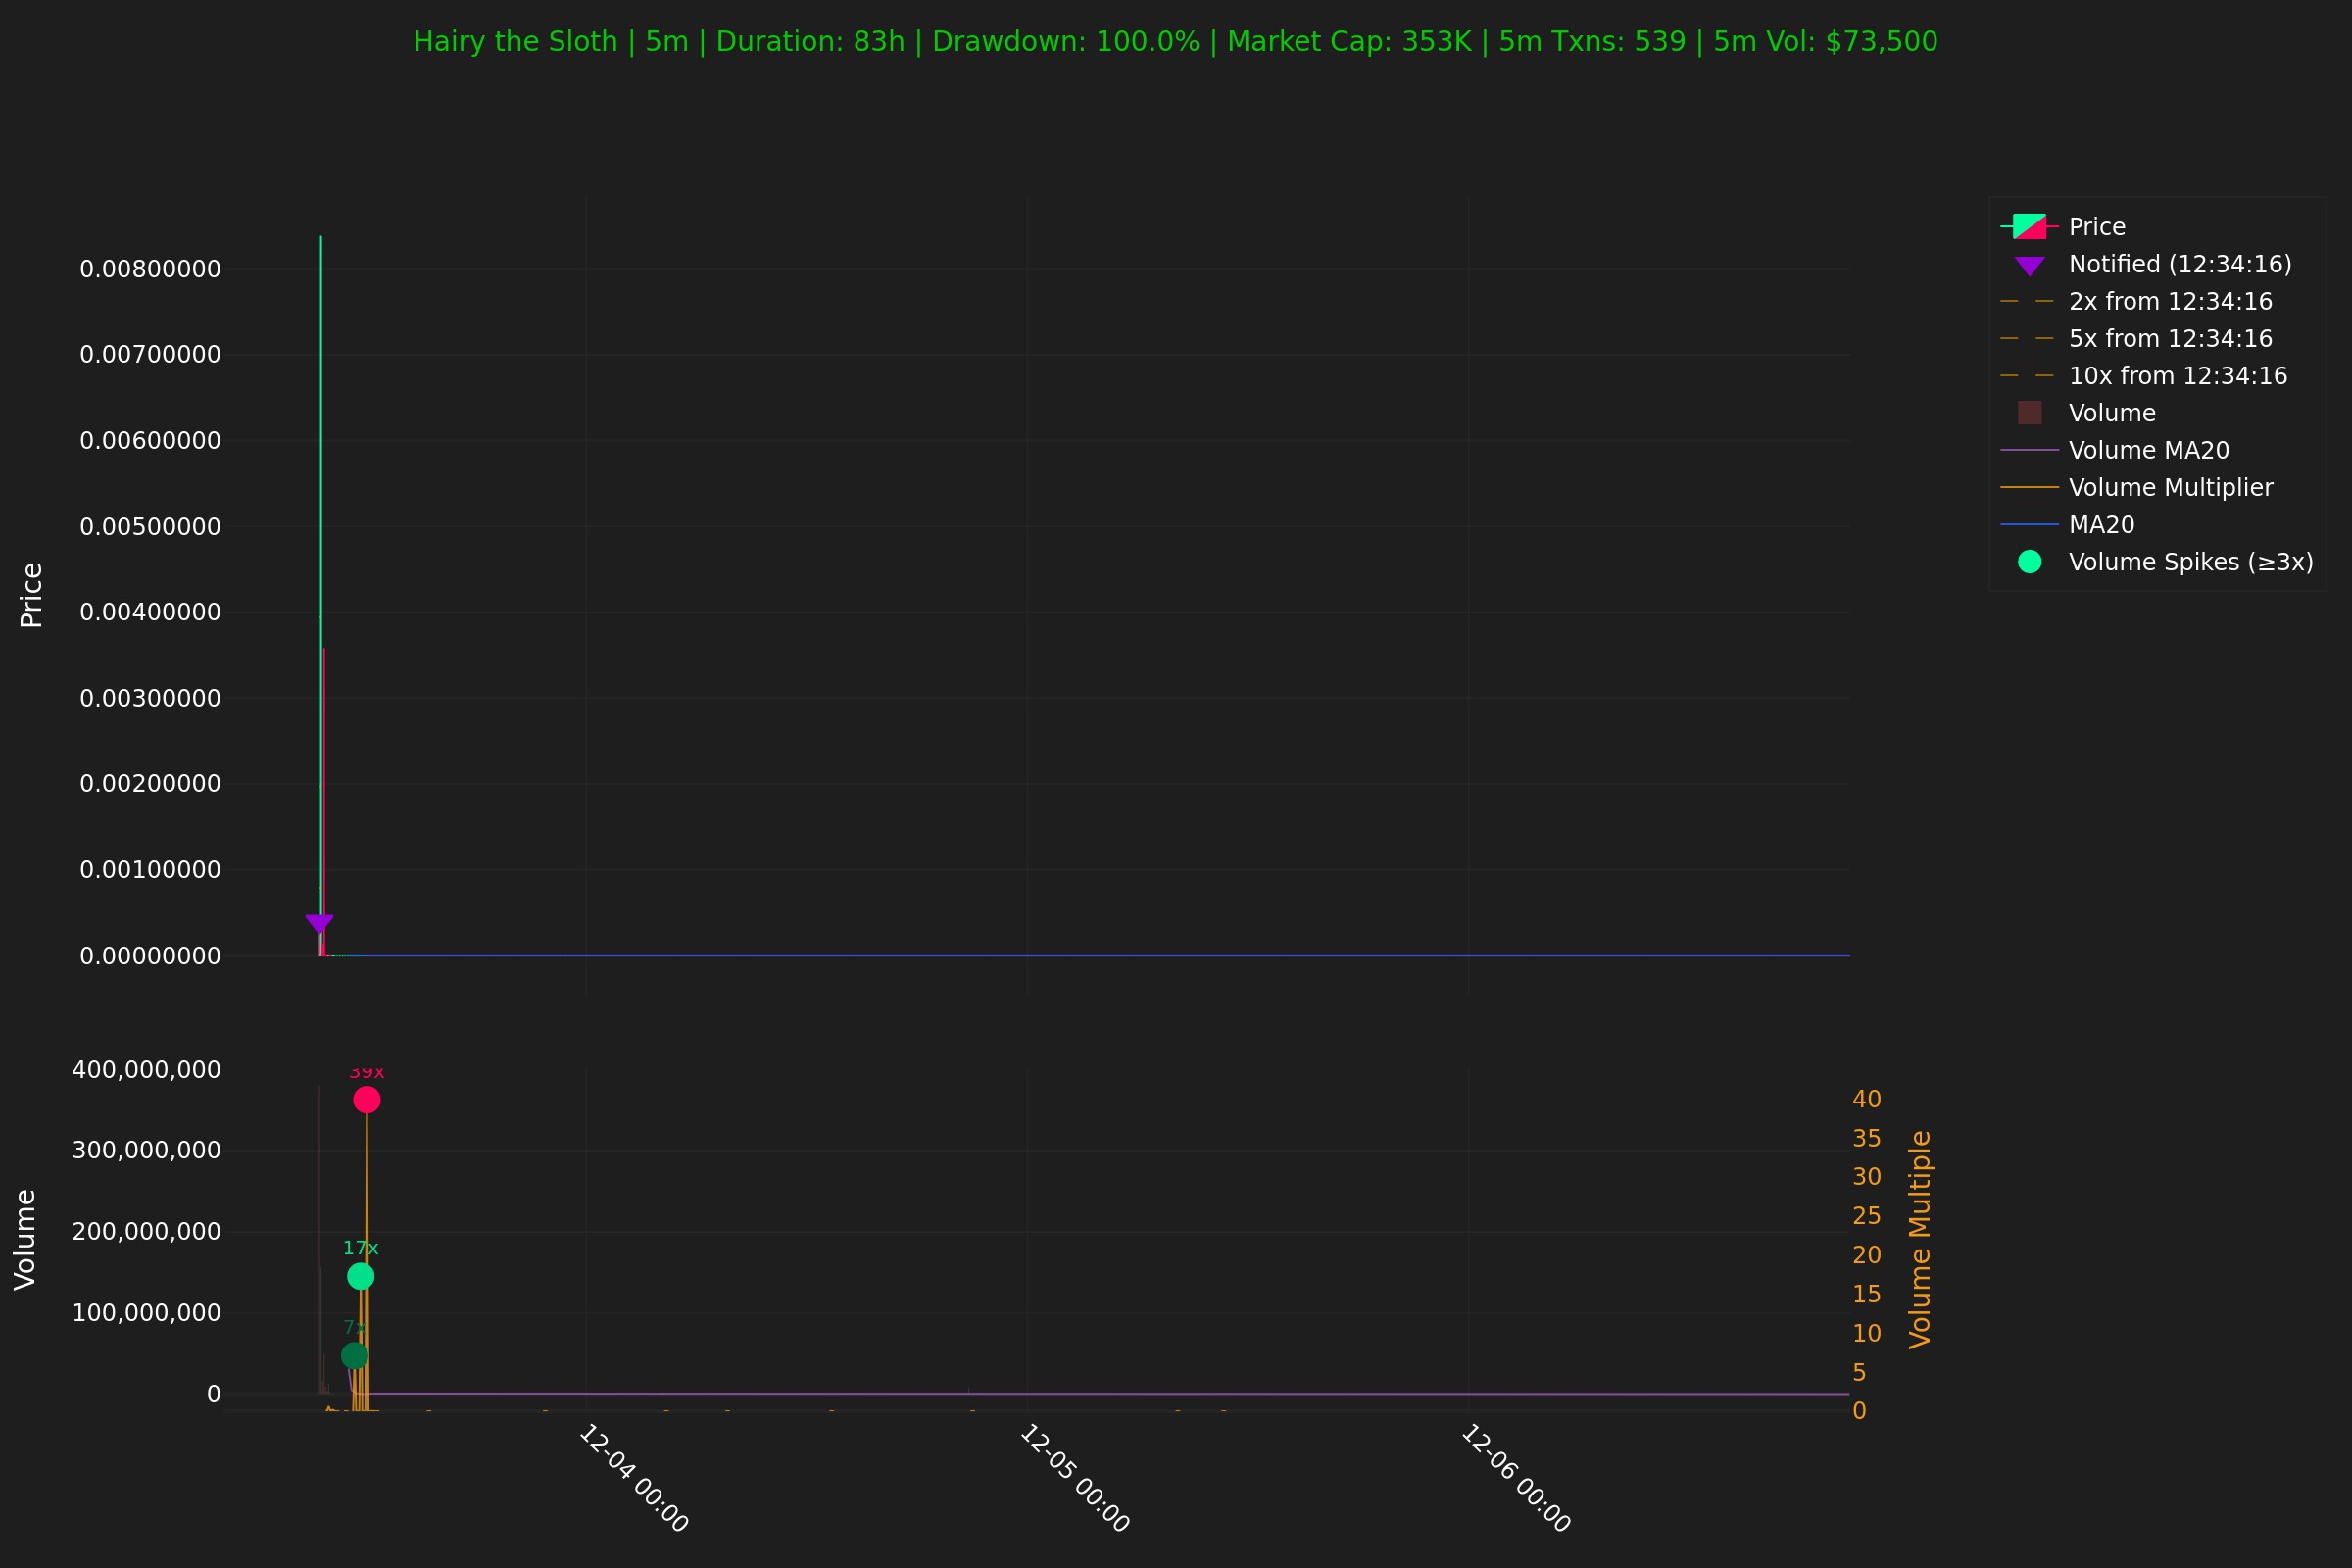 Hairy the Sloth | 5m | Duration: 83h | Drawdown: 100.0% | Market Cap: 353K | 5m Txns: 539 | 5m Vol: $73,500
Price
0.00800000
0.00700000
0.00600000
0.00500000
0.00400000
0.00300000
0.00200000
0.00100000
0.00000000
Price
Notified (12:34:16)
2x from 12:34:16
5x from 12:34:16
10x from 12:34:16
Volume
Volume MA20
Volume Multiplier
MA20
Volume Spikes (≥3x)
Volume
400,000,000
300,000,000
200,000,000
100,000,000
0
39x
17x
7x
40
35
30
25
20
15
10
5
0
Volume Multiple
12-04 00:00
12-05 00:00
12-06 00:00